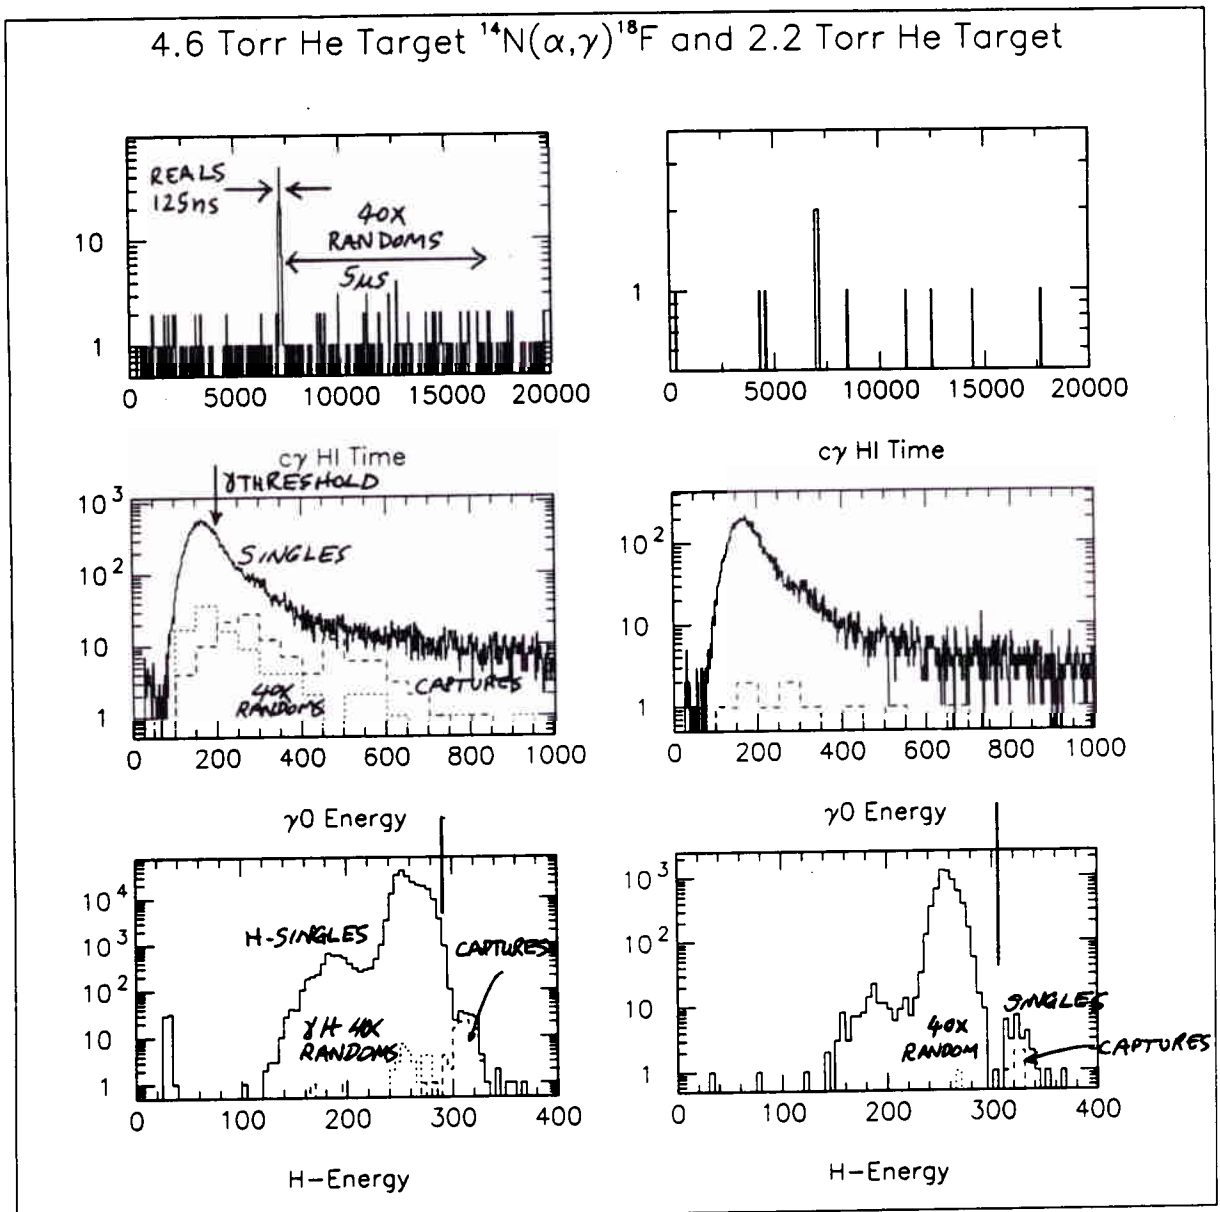 4.6 Torr He Target ¹⁴N(α,γ)¹⁸F and 2.2 Torr He Target
REALS
125ns
40X
RANDOMS
5μs
10
1
0 5000 10000 15000 20000
cγ HI Time
1
0 5000 10000 15000 20000
cγ HI Time
γ THRESHOLD
SINGLES
40X
RANDOMS
CAPTURES
10³
10²
10
1
0 200 400 600 800 1000
γ0 Energy
10²
10
1
0 200 400 600 800 1000
γ0 Energy
H-SINGLES
CAPTURES
γH 40X
RANDOMS
10⁴
10³
10²
10
1
0 100 200 300 400
H-Energy
10³
10²
10
1
SINGLES
40X
RANDOM
CAPTURES
0 100 200 300 400
H-Energy